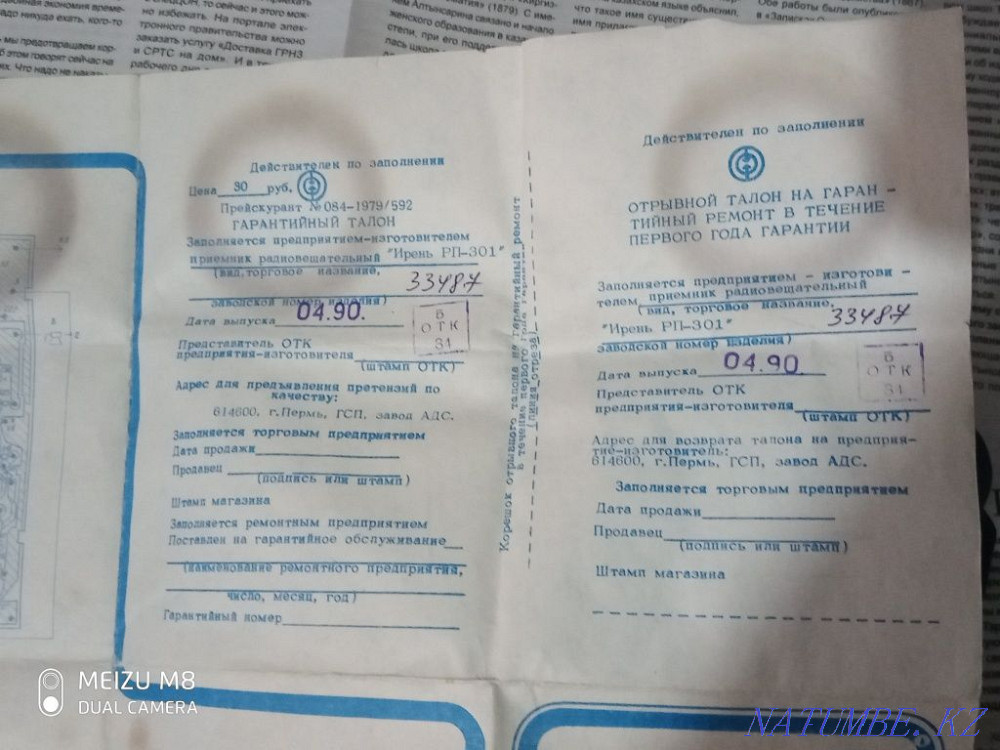 Действителен по заполнении
Цена 30 руб.
Прейскурант № 084-1979/592
ГАРАНТИЙНЫЙ ТАЛОН
Заполняется предприятием-изготовителем
приемник радиовещательный "Ирень РП-301"
(вид, торговое название,
33487
заводской номер изделия)
Дата выпуска 04.90.
6
ОТК
31
Представитель ОТК
предприятия-изготовителя
(штамп ОТК)
Адрес для предъявления претензий по
качеству:
614600, г.Пермь, ГСП, завод АДС.
Заполняется торговым предприятием
Дата продажи
Продавец
(подпись или штамп)
Штамп магазина
Заполняется ремонтным предприятием
Поставлен на гарантийное обслуживание
(наименование ремонтного предприятия,
число, месяц, год)
Гарантийный номер
Корешок отрывного талона на гарантийный ремонт
в течение первого года гарантии
(линия отреза)
Действителен по заполнении
ОТРЫВНОЙ ТАЛОН НА ГАРАН -
ТИЙНЫЙ РЕМОНТ В ТЕЧЕНИЕ
ПЕРВОГО ГОДА ГАРАНТИИ
Заполняется предприятием - изготови -
телем приемник радиовещательный
(вид, торговое название,
"Ирень РП-301" 33487
заводской номер изделия)
Дата выпуска 04.90.
6
ОТК
31
Представитель ОТК
предприятия-изготовителя
(штамп ОТК)
Адрес для возврата талона на предприя-
тие-изготовитель:
614600, г.Пермь, ГСП, завод АДС.
Заполняется торговым предприятием
Дата продажи
Продавец
(подпись или штамп)
Штамп магазина
MEIZU M8
DUAL CAMERA
NATUMBE.KZ